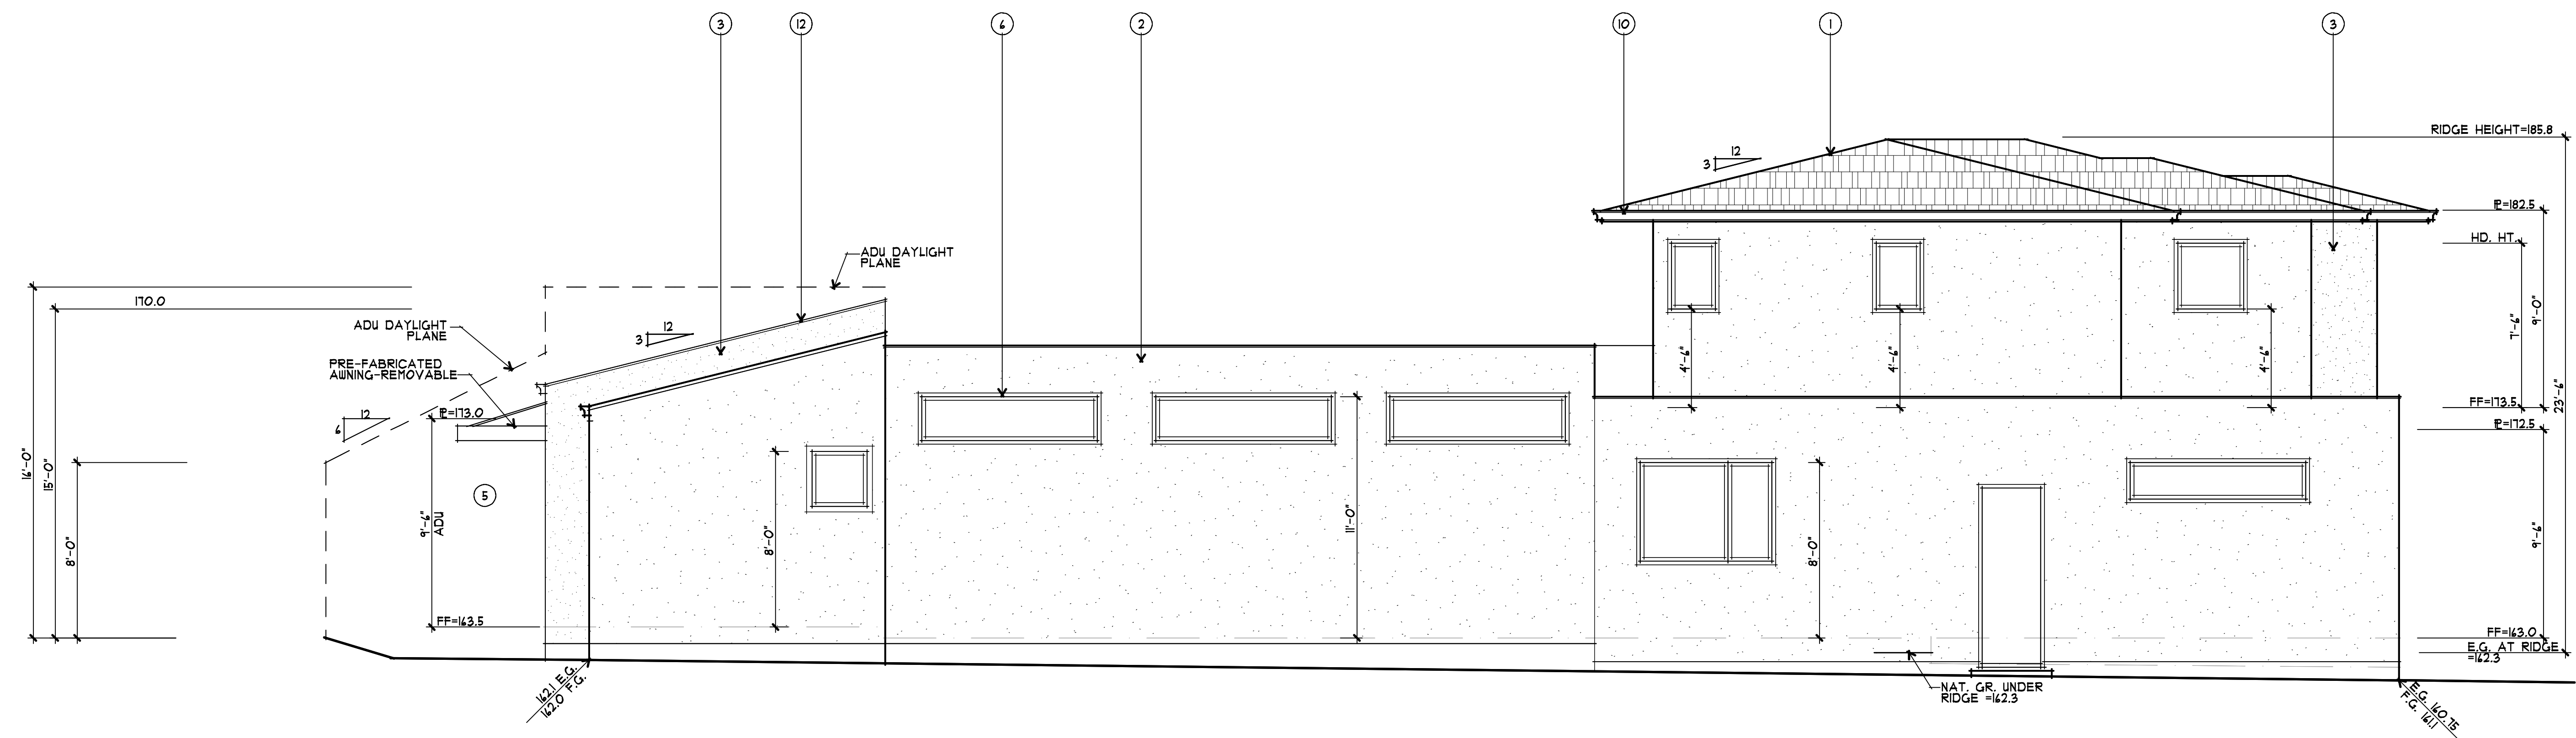 3
12
6
2
10
1
3
RIDGE HEIGHT=185.8
12
3
PL=182.5
HD. HT.
ADU DAYLIGHT
PLANE
170.0
ADU DAYLIGHT
PLANE
12
3
PRE-FABRICATED
AWNING-REMOVABLE
4'-6"
4'-6"
4'-6"
7'-6"
9'-0"
23'-6"
FF=173.5
PL=172.5
12
6
PL=173.0
16'-0"
15'-0"
8'-0"
5
9'-6"
ADU
8'-0"
11'-0"
8'-0"
9'-6"
FF=163.5
FF=163.0
E.G. AT RIDGE
=162.3
162.1 E.G.
162.0 F.G.
NAT. GR. UNDER
RIDGE =162.3
E.G. 160.75
F.G. 161.1